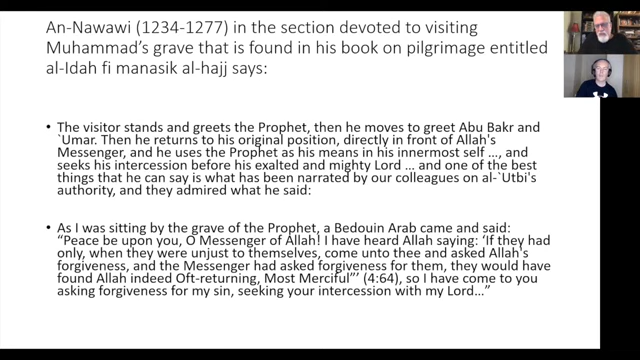 An-Nawawi (1234-1277) in the section devoted to visiting
Muhammad's grave that is found in his book on pilgrimage entitled
al-Idah fi manasik al-hajj says:
• The visitor stands and greets the Prophet, then he moves to greet Abu Bakr and
`Umar. Then he returns to his original position, directly in front of Allah's
Messenger, and he uses the Prophet as his means in his innermost self ..., and
seeks his intercession before his exalted and mighty Lord ... and one of the best
things that he can say is what has been narrated by our colleagues on al-`Utbi's
authority, and they admired what he said:
• As I was sitting by the grave of the Prophet, a Bedouin Arab came and said:
“Peace be upon you, O Messenger of Allah! I have heard Allah saying: ‘If they had
only, when they were unjust to themselves, come unto thee and asked Allah's
forgiveness, and the Messenger had asked forgiveness for them, they would have
found Allah indeed Oft-returning, Most Merciful”’ (4:64), so I have come to you
asking forgiveness for my sin, seeking your intercession with my Lord…”